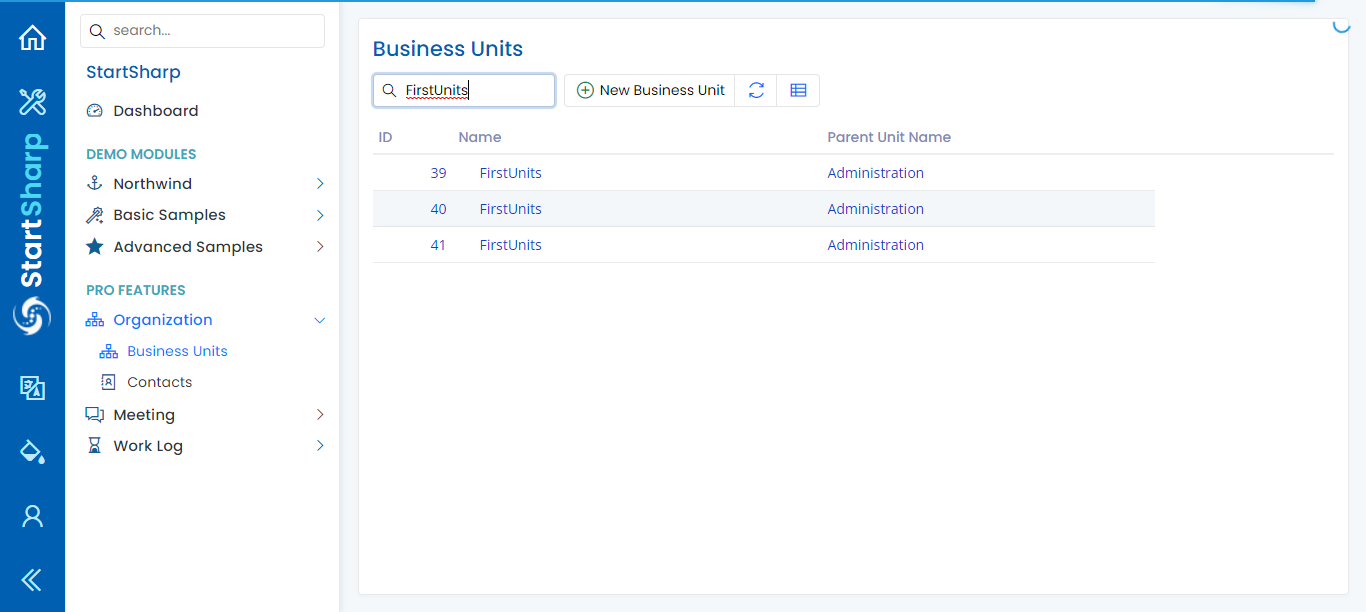 StartSharp
search...
StartSharp
Dashboard
DEMO MODULES
Northwind
Basic Samples
Advanced Samples
PRO FEATURES
Organization
Business Units
Contacts
Meeting
Work Log
Business Units
FirstUnits New Business Unit
ID Name Parent Unit Name
39 FirstUnits Administration
40 FirstUnits Administration
41 FirstUnits Administration